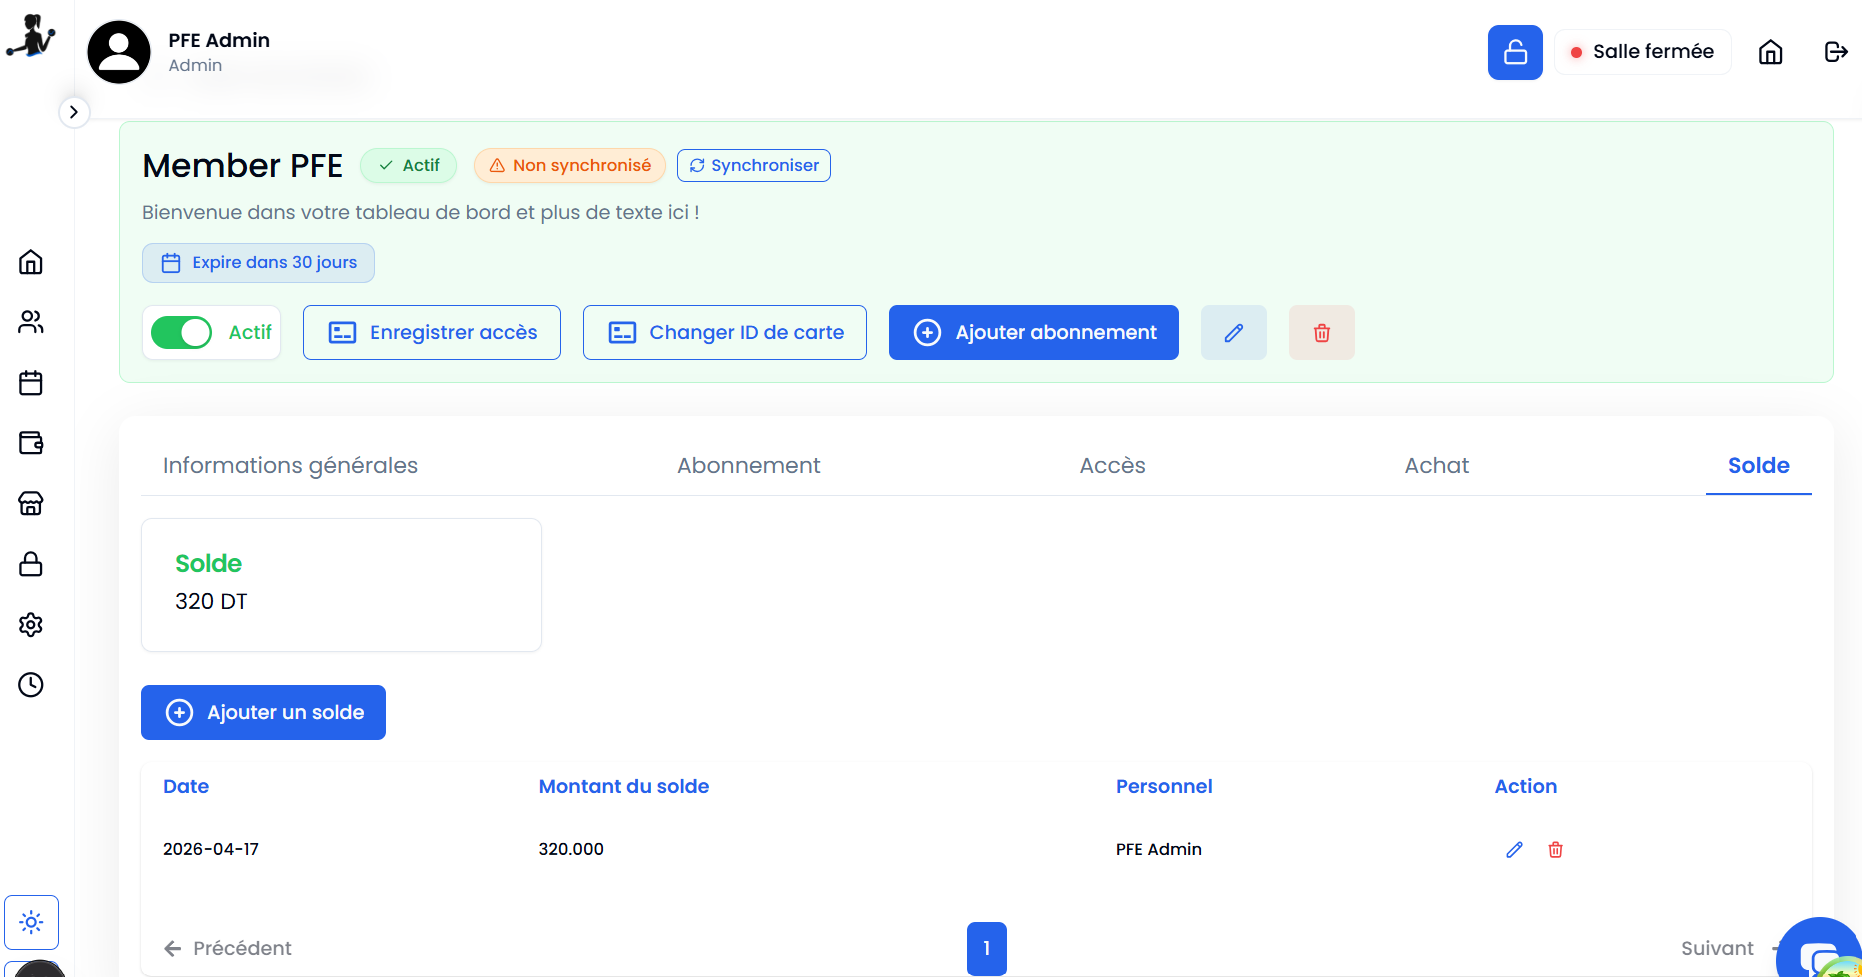 PFE Admin
Admin
Salle fermée
Member PFE Actif Non synchronisé Synchroniser
Bienvenue dans votre tableau de bord et plus de texte ici !
Expire dans 30 jours
Actif Enregistrer accès Changer ID de carte Ajouter abonnement
Informations générales Abonnement Accès Achat Solde
Solde
320 DT
Ajouter un solde
Date Montant du solde Personnel Action
2026-04-17 320.000 PFE Admin
Précédent 1 Suivant